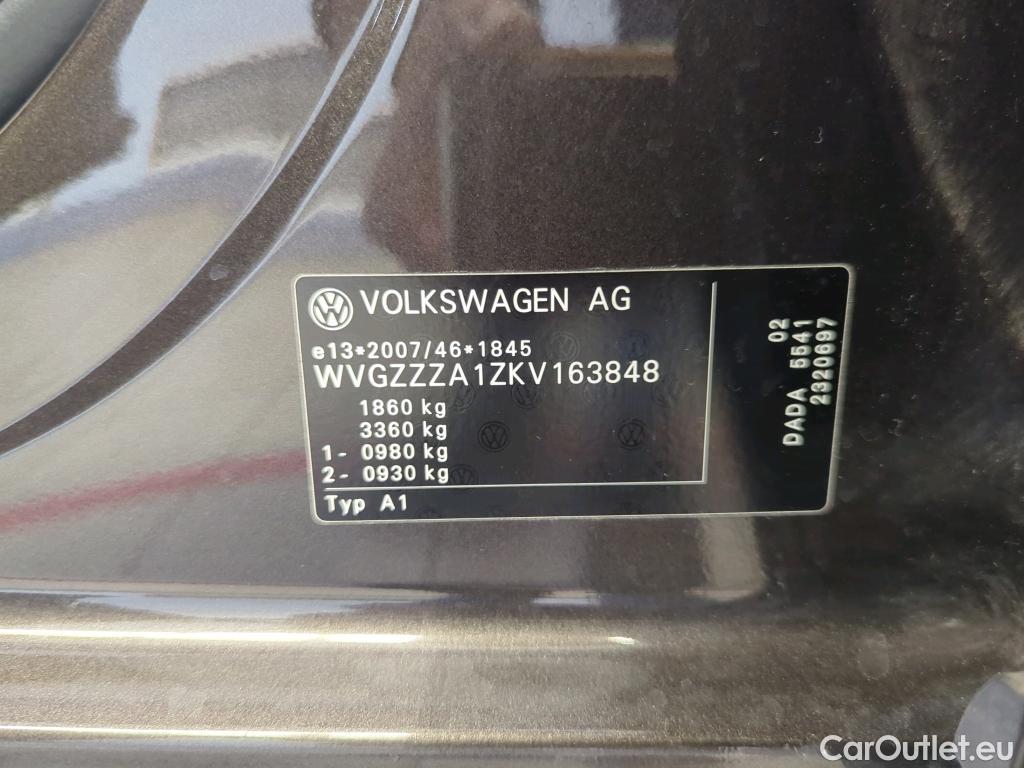 VOLKSWAGEN AG
e13*2007/46*1845
WVGZZZA1ZKV163848
1860 kg
3360 kg
1- 0980 kg
2- 0930 kg
Typ A1
02
DADA 5541
2320697
CarOutlet.eu